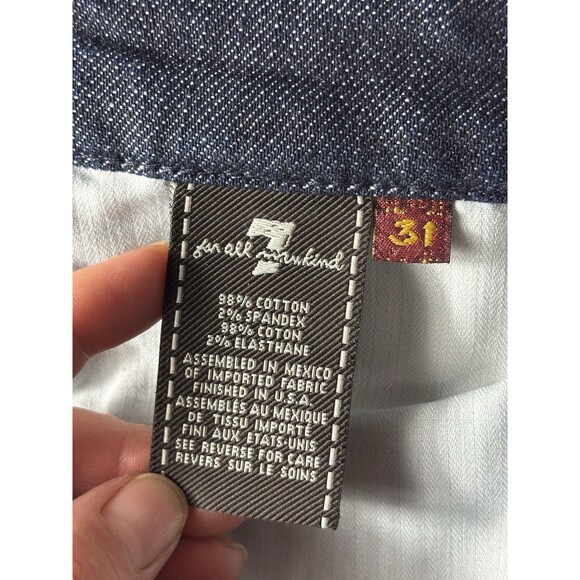 7
for all mankind
31
98% COTTON
2% SPANDEX
98% COTON
2% ELASTHANE
ASSEMBLED IN MEXICO
OF IMPORTED FABRIC
FINISHED IN U.S.A.
ASSEMBLÉS AU MEXIQUE
DE TISSU IMPORTÉ
FINI AUX ETATS-UNIS
SEE REVERSE FOR CARE
REVERS SUR LE SOINS